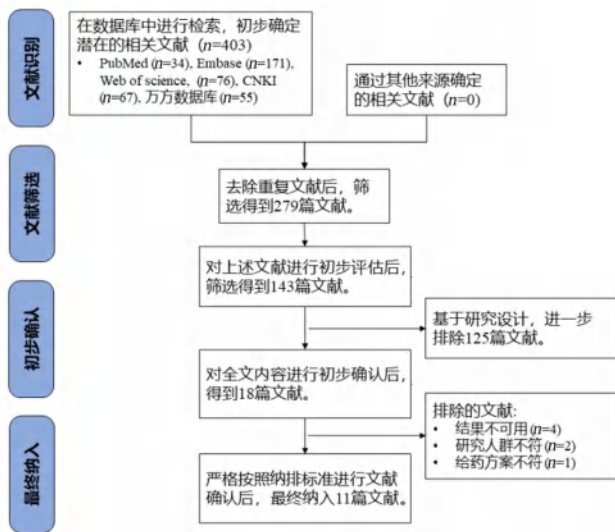 文献识别
在数据库中进行检索，初步确定
潜在的相关文献 (n=403)
• PubMed (n=34), Embase (n=171),
Web of science, (n=76), CNKI
(n=67), 万方数据库 (n=55)
通过其他来源确定
的相关文献 (n=0)
文献筛选
去除重复文献后，筛
选得到279篇文献。
对上述文献进行初步评估后，
筛选得到143篇文献。
初步确认
基于研究设计，进一步
排除125篇文献。
对全文内容进行初步确认后，
得到18篇文献。
排除的文献:
• 结果不可用 (n=4)
• 研究人群不符 (n=2)
• 给药方案不符 (n=1)
最终纳入
严格按照纳排标准进行文献
确认后，最终纳入11篇文献。